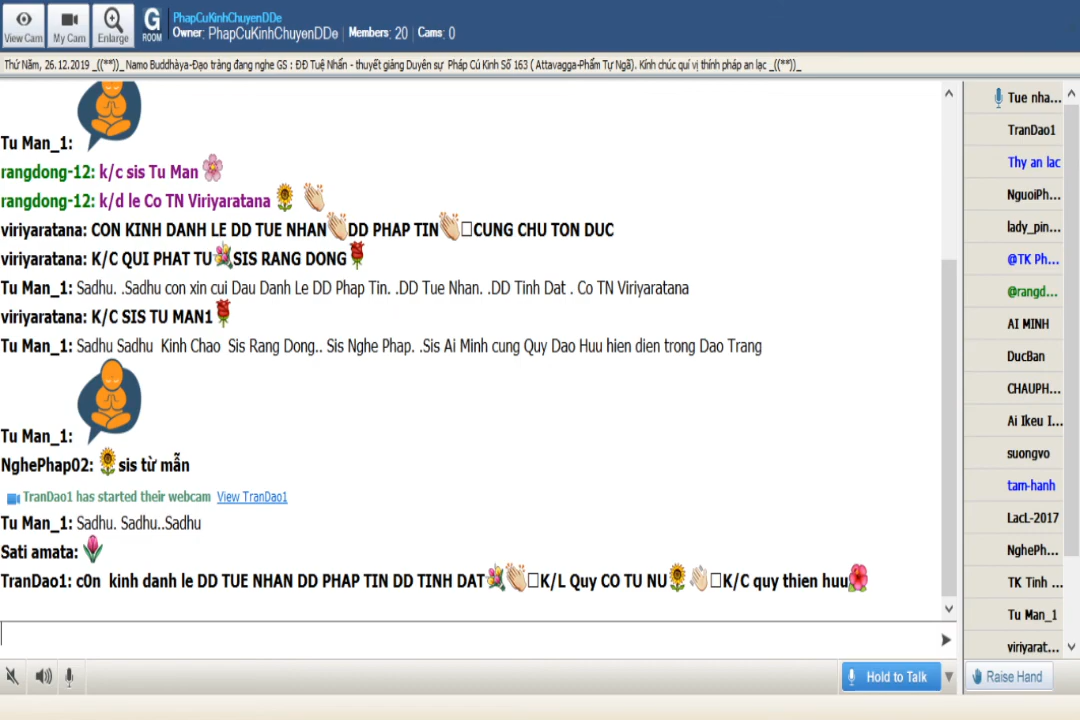 View Cam
My Cam
Enlarge
G
ROOM
PhapCuKinhChuyenDDe
Owner: PhapCuKinhChuyenDDe | Members: 20 | Cams: 0
Thứ Năm, 26.12.2019 _((**))_ Namo Buddhàya-Đạo tràng đang nghe GS : ĐĐ Tuệ Nhẫn - thuyết giảng Duyên sự Pháp Cú Kinh Số 163 ( Attavagga-Phẩm Tự Ngã). Kính chúc quí vị thính pháp an lạc _((**))_
Tu Man_1:
rangdong-12: k/c sis Tu Man
rangdong-12: k/d le Co TN Viriyaratana
viriyaratana: CON KINH DANH LE DD TUE NHAN DD PHAP TIN CUNG CHU TON DUC
viriyaratana: K/C QUI PHAT TU SIS RANG DONG
Tu Man_1: Sadhu. .Sadhu con xin cui Dau Danh Le DD Phap Tin. .DD Tue Nhan. .DD Tinh Dat . Co TN Viriyaratana
viriyaratana: K/C SIS TU MAN1
Tu Man_1: Sadhu Sadhu Kinh Chao Sis Rang Dong.. Sis Nghe Phap. .Sis Ai Minh cung Quy Dao Huu hien dien trong Dao Trang
Tu Man_1:
NghePhap02: sis từ mẫn
TranDao1 has started their webcam View TranDao1
Tu Man_1: Sadhu. Sadhu..Sadhu
Sati amata:
TranDao1: c0n kinh danh le DD TUE NHAN DD PHAP TIN DD TINH DAT K/L Quy CO TU NU K/C quy thien huu
Hold to Talk
Tue nha...
TranDao1
Thy an lac
NguoiPh...
lady_pin...
@TK Ph...
@rangd...
AI MINH
DucBan
CHAUPH...
Ai Ikeu I...
suongvo
tam-hanh
LacL-2017
NghePh...
TK Tinh ...
Tu Man_1
viriyarat...
Raise Hand